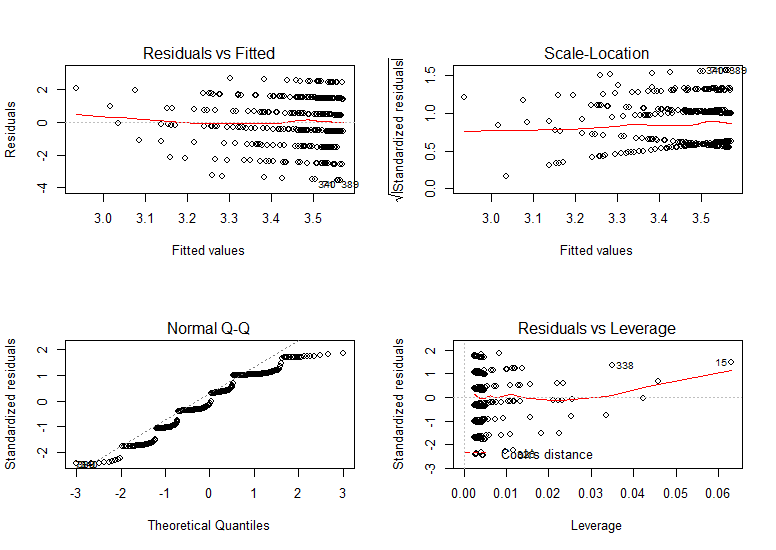 Residuals vs Fitted
Residuals
2
0
-2
-4
3.0 3.1 3.2 3.3 3.4 3.5
Fitted values
Scale-Location
√|Standardized residuals|
1.5
1.0
0.5
0.0
389
3.0 3.1 3.2 3.3 3.4 3.5
Fitted values
Normal Q-Q
Standardized residuals
2
1
0
-1
-2
-3 -2 -1 0 1 2 3
Theoretical Quantiles
Residuals vs Leverage
Standardized residuals
2
1
0
-1
-2
-3
338
15
Cook's distance
0.00 0.01 0.02 0.03 0.04 0.05 0.06
Leverage